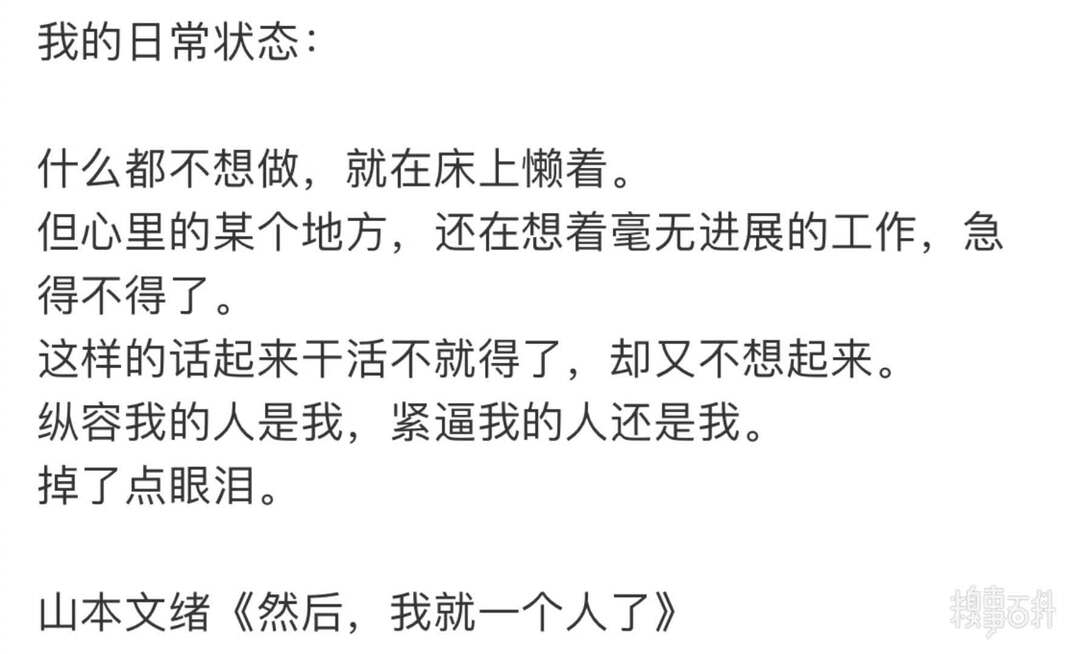 我的日常状态：
什么都不想做，就在床上懒着。
但心里的某个地方，还在想着毫无进展的工作，急
得不得了。
这样的话起来干活不就得了，却又不想起来。
纵容我的人是我，紧逼我的人还是我。
掉了点眼泪。
山本文绪《然后，我就一个人了》
糗事百科